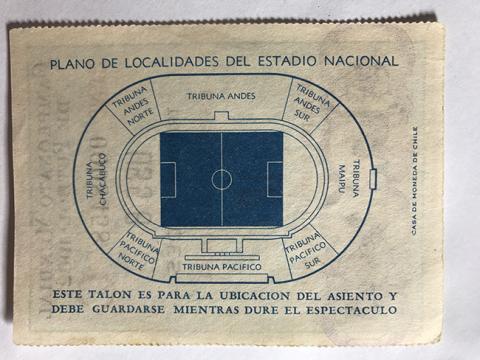 PLANO DE LOCALIDADES DEL ESTADIO NACIONAL
TRIBUNA
ANDES
NORTE
TRIBUNA ANDES
TRIBUNA
ANDES
SUR
TRIBUNA
CHACABUCO
TRIBUNA
MAIPU
TRIBUNA
PACIFICO
NORTE
TRIBUNA PACIFICO
TRIBUNA
PACIFICO
SUR
CASA DE MONEDA DE CHILE
ESTE TALON ES PARA LA UBICACION DEL ASIENTO Y
DEBE GUARDARSE MIENTRAS DURE EL ESPECTACULO